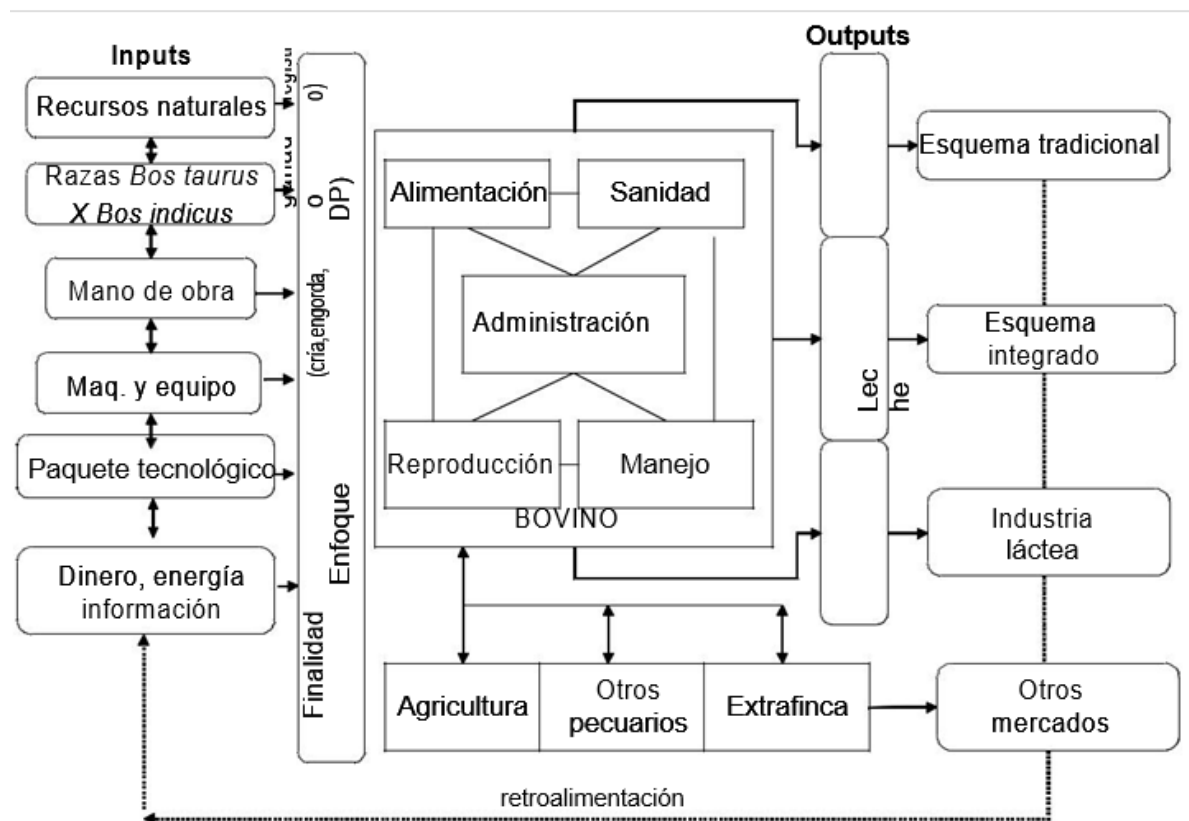 Inputs
Recursos naturales
Razas Bos taurus
X Bos indicus
Mano de obra
Maq. y equipo
Paquete tecnológico
Dinero, energía
información
Finalidad
(cría,engorda,
DP)
Enfoque
o)
BOVINO
Alimentación
Sanidad
Administración
Reproducción
Manejo
Agricultura
Otros
pecuarios
Extrafinca
Outputs
Lec
he
Esquema tradicional
Esquema
integrado
Industria
láctea
Otros
mercados
retroalimentación